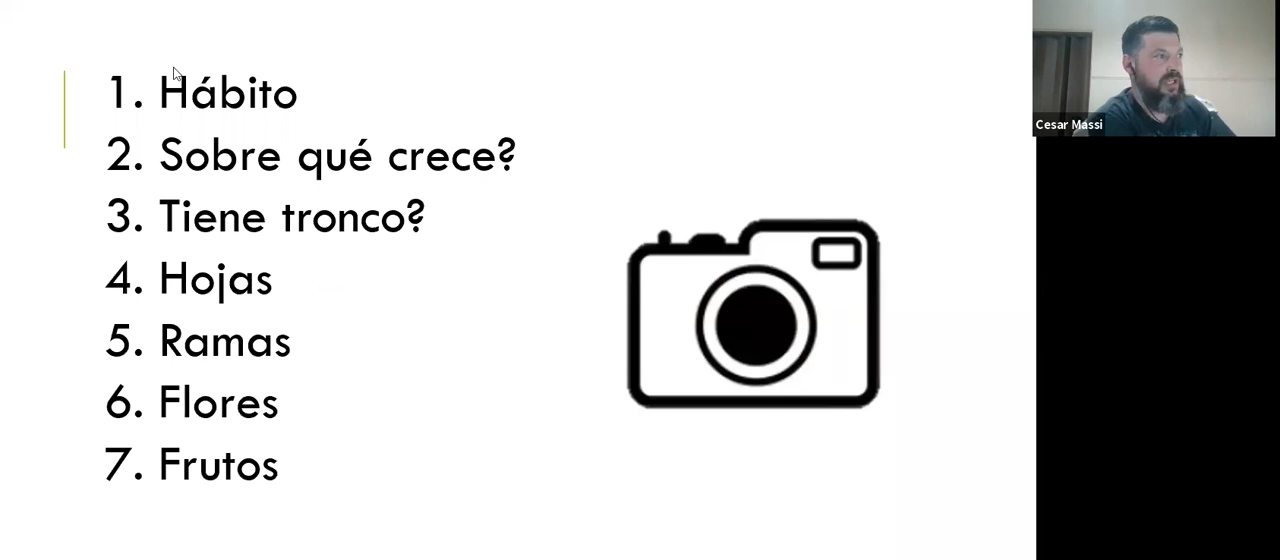 1. Hábito
2. Sobre qué crece?
3. Tiene tronco?
4. Hojas
5. Ramas
6. Flores
7. Frutos
Cesar Massi